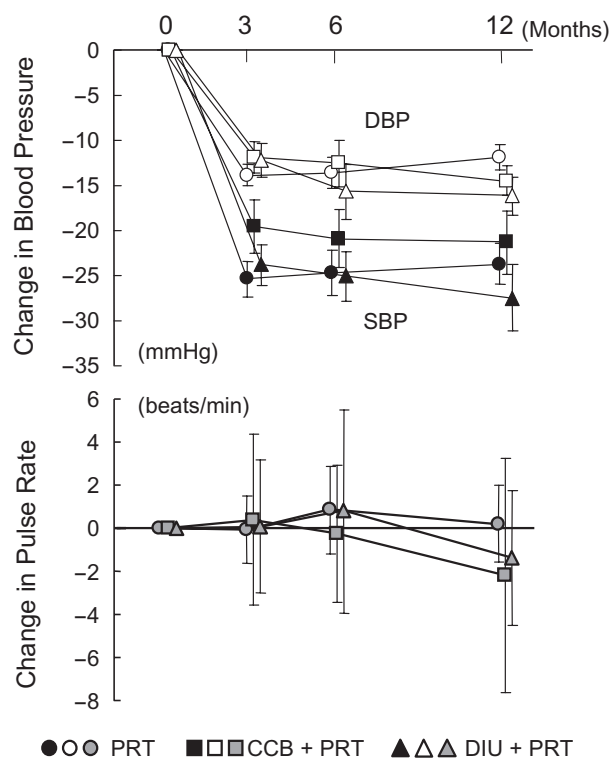 0 3 6 12 (Months)
0
−5
−10
−15
−20
−25
−30
−35
Change in Blood Pressure
DBP
SBP
(mmHg)
(beats/min)
6
4
2
0
−2
−4
−6
−8
Change in Pulse Rate
PRT CCB + PRT DIU + PRT